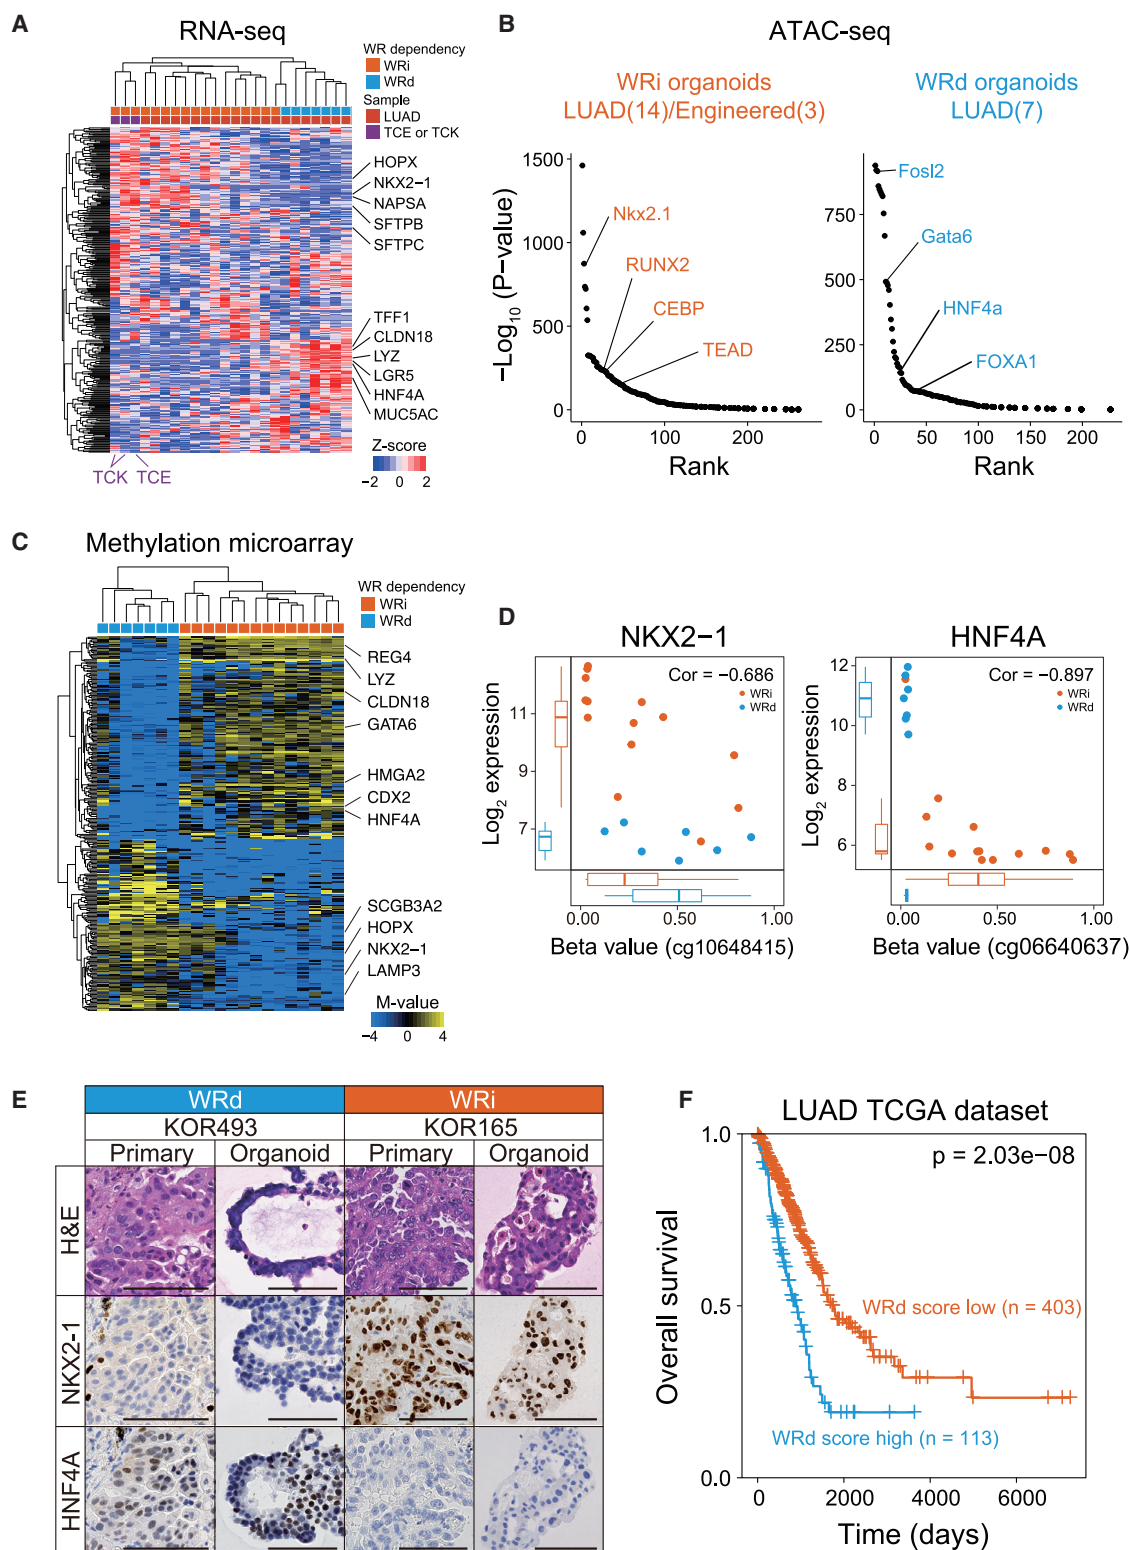 A
RNA-seq
WR dependency
WRi
WRd
Sample
LUAD
TCE or TCK
HOPX
NKX2−1
NAPSA
SFTPB
SFTPC
TFF1
CLDN18
LYZ
LGR5
HNF4A
MUC5AC
Z-score
−2 0 2
TCK TCE
B
ATAC-seq
WRi organoids
LUAD(14)/Engineered(3)
WRd organoids
LUAD(7)
−Log10 (P−value)
1500
1000
500
0
0 100 200
Rank
Nkx2.1
RUNX2
CEBP
TEAD
750
500
250
0
0 50 100 150 200
Rank
Fosl2
Gata6
HNF4a
FOXA1
C
Methylation microarray
WR dependency
WRi
WRd
REG4
LYZ
CLDN18
GATA6
HMGA2
CDX2
HNF4A
SCGB3A2
HOPX
NKX2−1
LAMP3
M-value
−4 0 4
D
NKX2−1
Cor = −0.686
WRi
WRd
Log2 expression
11
9
7
0.00 0.50 1.00
Beta value (cg10648415)
HNF4A
Cor = −0.897
WRi
WRd
Log2 expression
12
10
8
6
0.00 0.50 1.00
Beta value (cg06640637)
E
WRd WRi
KOR493 KOR165
Primary Organoid Primary Organoid
H&E
NKX2-1
HNF4A
F
LUAD TCGA dataset
p = 2.03e−08
Overall survival
1.0
0.5
0.0
WRd score low (n = 403)
WRd score high (n = 113)
0 2000 4000 6000
Time (days)